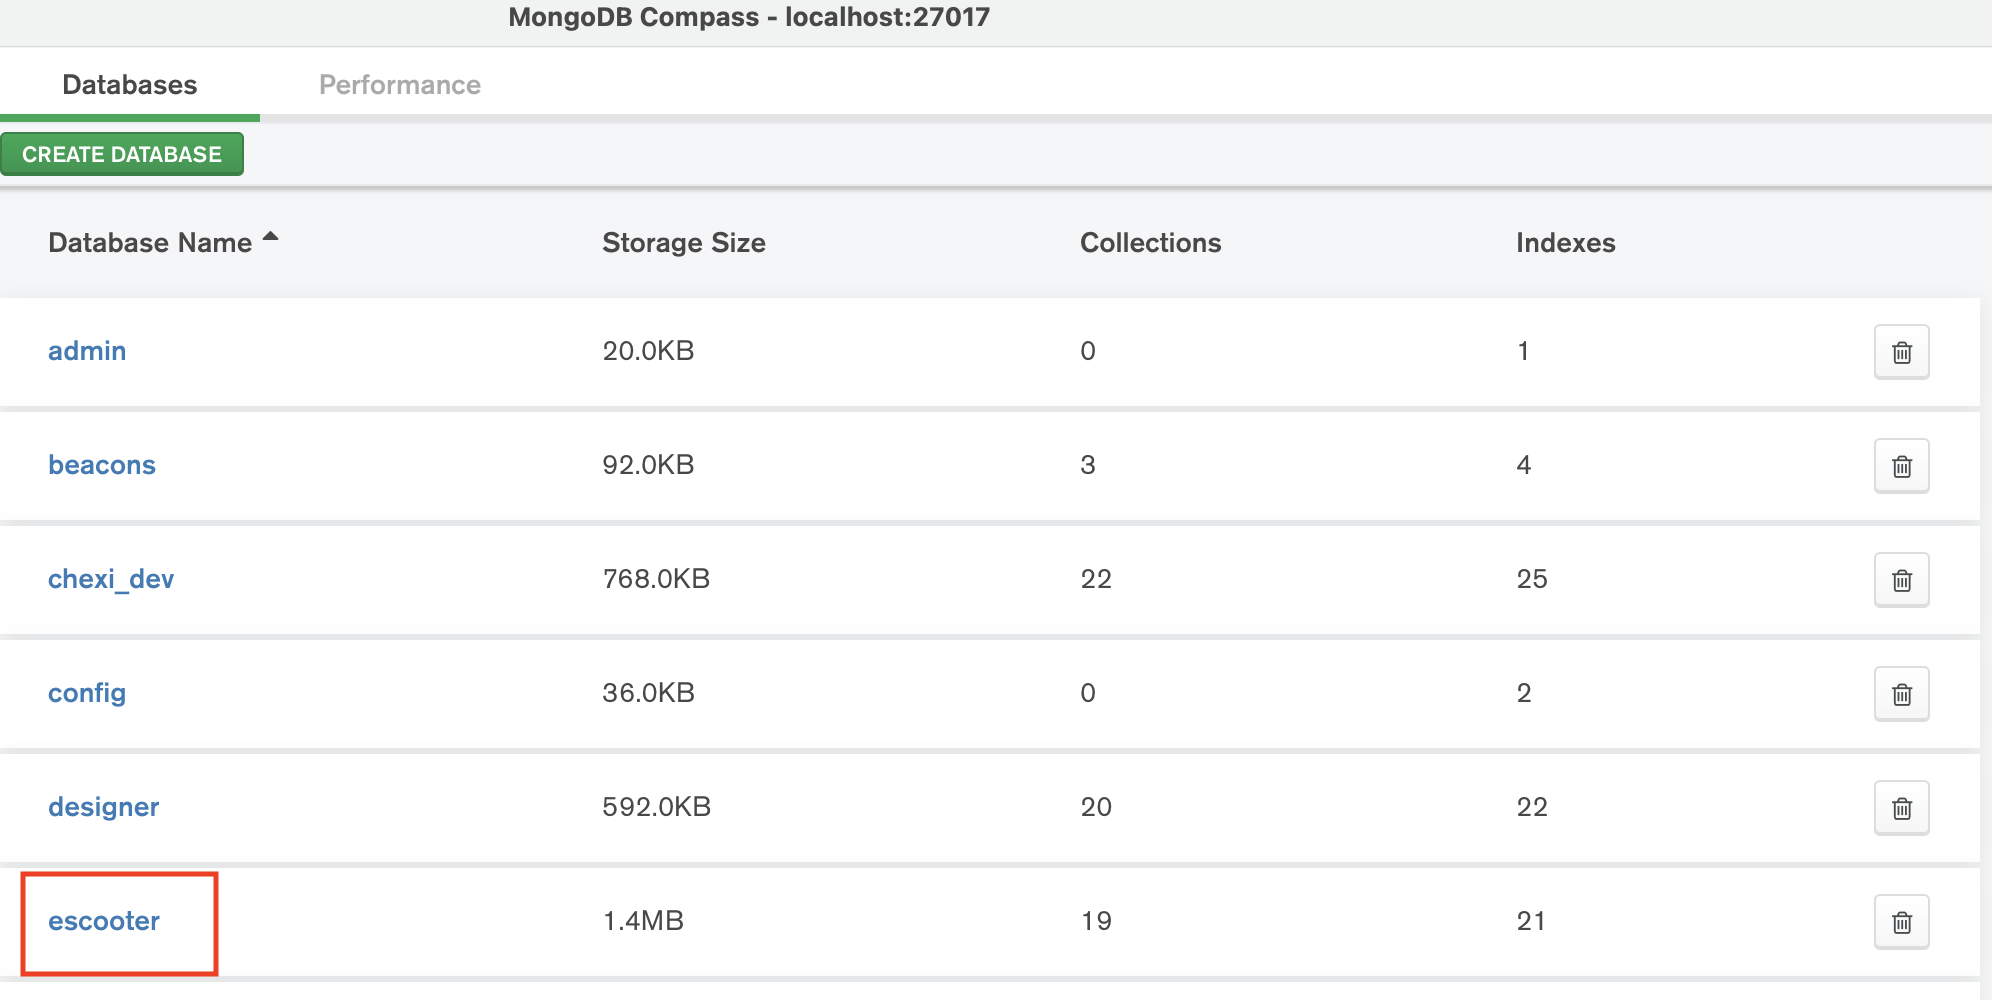 MongoDB Compass - localhost:27017
Databases Performance
CREATE DATABASE
Database Name Storage Size Collections Indexes
admin 20.0KB 0 1
beacons 92.0KB 3 4
chexi_dev 768.0KB 22 25
config 36.0KB 0 2
designer 592.0KB 20 22
escooter 1.4MB 19 21